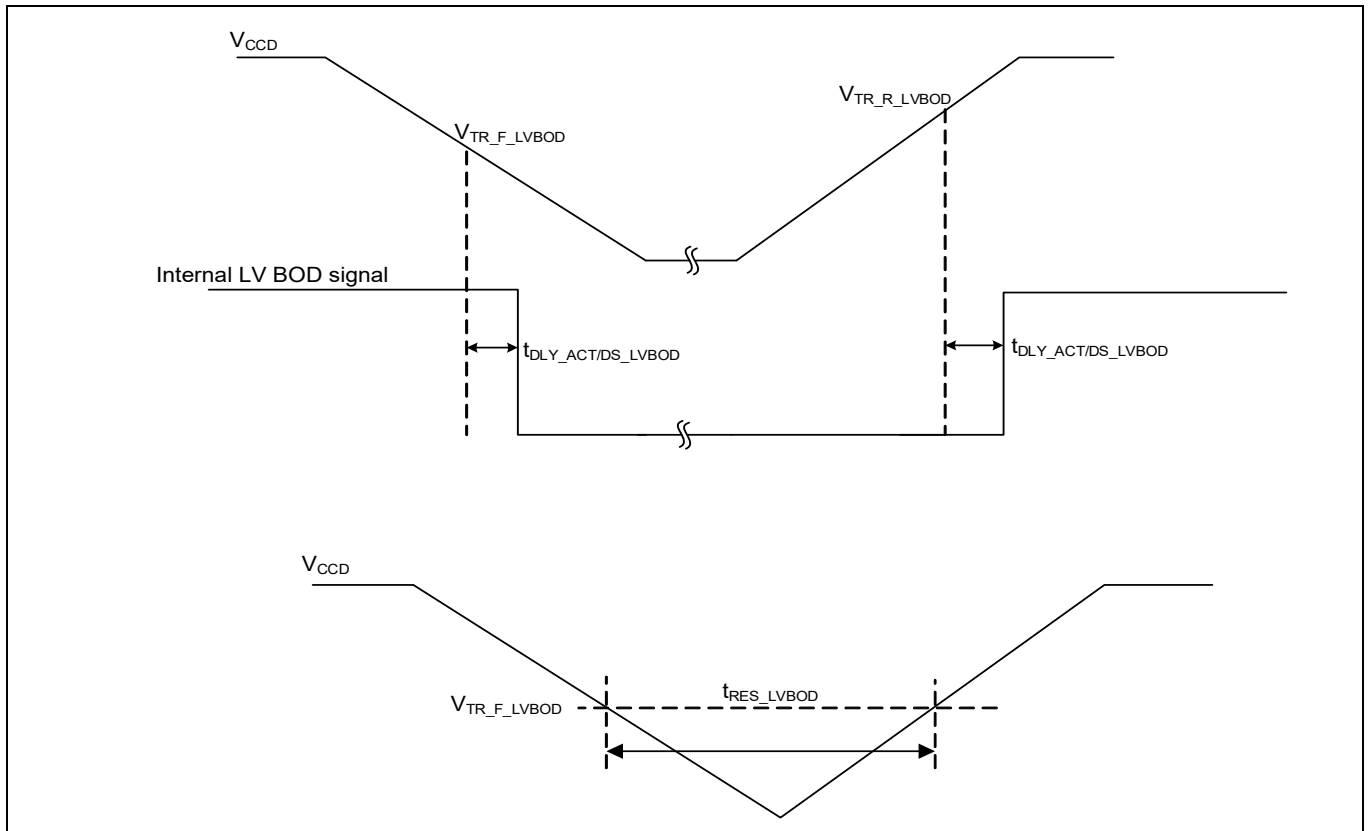 VCCD
VTR_R_LVBOD
VTR_F_LVBOD
Internal LV BOD signal
tDLY_ACT/DS_LVBOD
tDLY_ACT/DS_LVBOD
VCCD
tRES_LVBOD
VTR_F_LVBOD